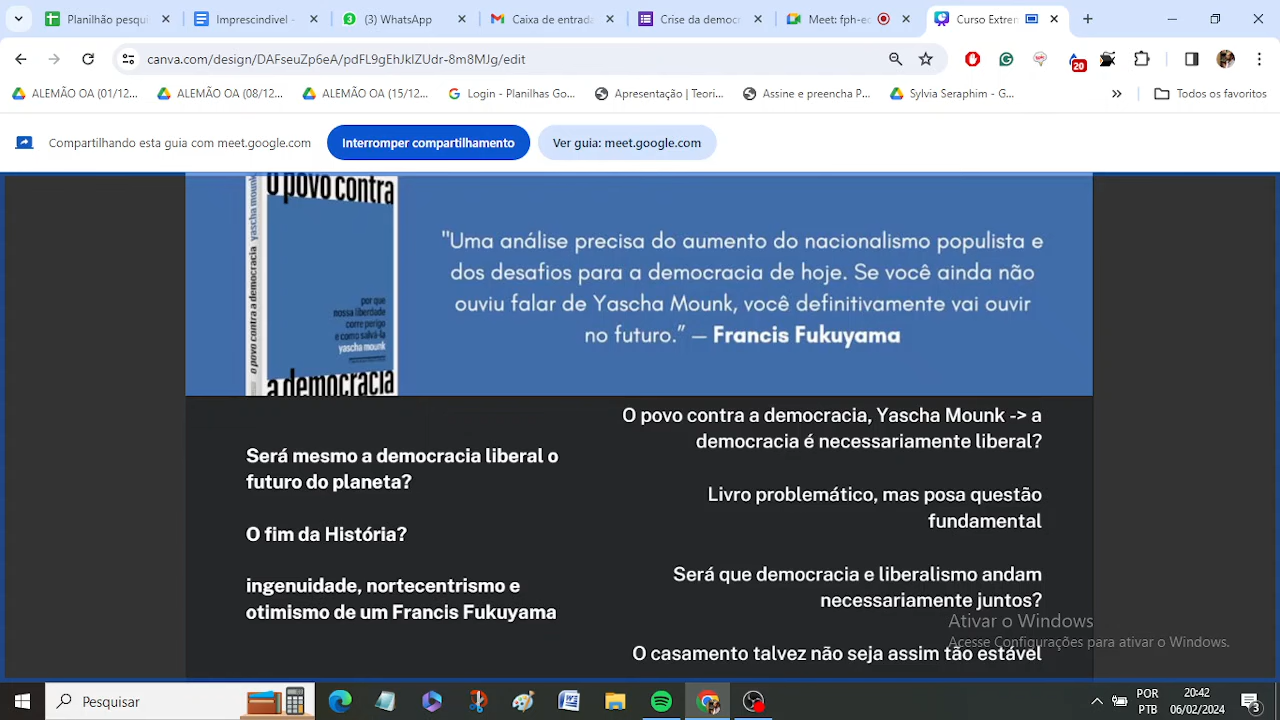 Planilhão pesqui
Imprescindível -
(3) WhatsApp
Caixa de entrada
Crise da democr
Meet: fph-ec
Curso Extren
canva.com/design/DAFseuZp6eA/pdFL9gEhJklZUdr-8m8MJg/edit
20
ALEMÃO OA (01/12...
ALEMÃO OA (08/12...
ALEMÃO OA (15/12...
Login - Planilhas Go...
Apresentação | Teori...
Assine e preencha P...
Sylvia Seraphim - G...
Todos os favoritos
Compartilhando esta guia com meet.google.com
Interromper compartilhamento
Ver guia: meet.google.com
o povo contra
a democracia
yascha mounk
o povo contra a democracia
por que
nossa liberdade
corre perigo
e como salvá-la
yascha mounk
"Uma análise precisa do aumento do nacionalismo populista e
dos desafios para a democracia de hoje. Se você ainda não
ouviu falar de Yascha Mounk, você definitivamente vai ouvir
no futuro.” — Francis Fukuyama
Será mesmo a democracia liberal o
futuro do planeta?
O fim da História?
ingenuidade, nortecentrismo e
otimismo de um Francis Fukuyama
O povo contra a democracia, Yascha Mounk -> a
democracia é necessariamente liberal?
Livro problemático, mas posa questão
fundamental
Será que democracia e liberalismo andam
necessariamente juntos?
O casamento talvez não seja assim tão estável
Ativar o Windows
Acesse Configurações para ativar o Windows.
Pesquisar
POR
PTB
20:42
06/02/2024
3